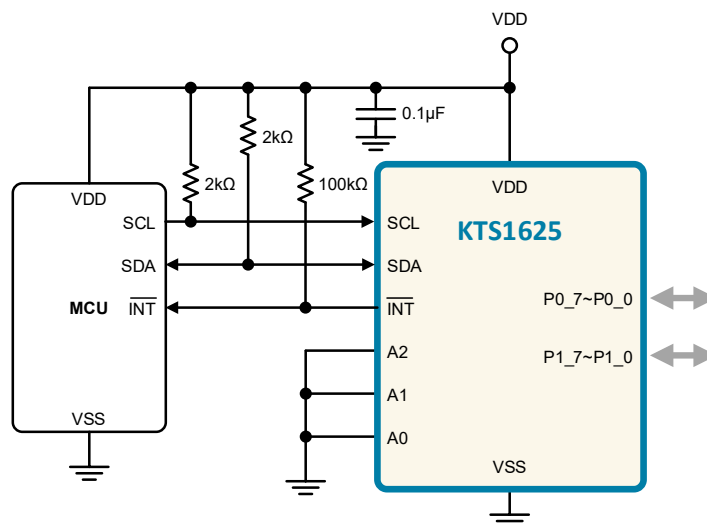 VDD
0.1µF
2kΩ
2kΩ
100kΩ
VDD
VDD
SCL
SCL
KTS1625
SDA
SDA
MCU
INT
INT
P0_7~P0_0
A2
P1_7~P1_0
A1
A0
VSS
VSS